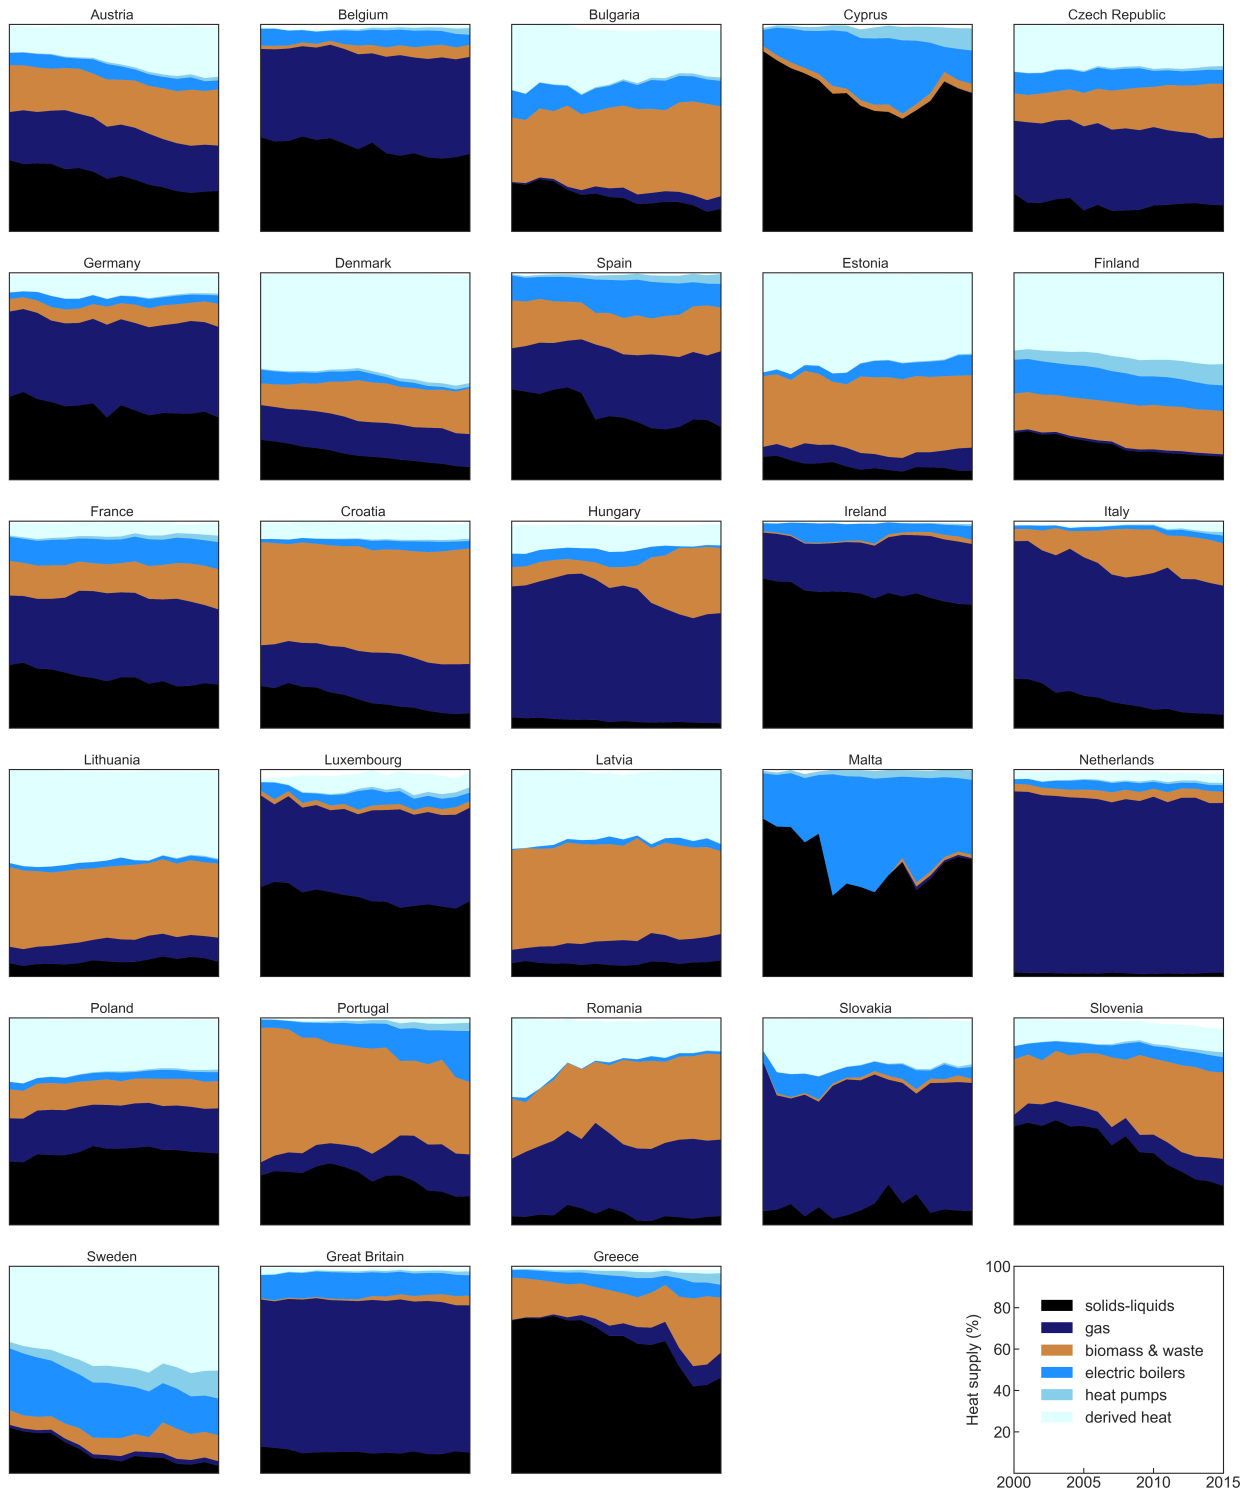 Austria
Belgium
Bulgaria
Cyprus
Czech Republic
Germany
Denmark
Spain
Estonia
Finland
France
Croatia
Hungary
Ireland
Italy
Lithuania
Luxembourg
Latvia
Malta
Netherlands
Poland
Portugal
Romania
Slovakia
Slovenia
Sweden
Great Britain
Greece
Heat supply (%)
100
80
60
40
20
solids-liquids
gas
biomass & waste
electric boilers
heat pumps
derived heat
2000
2005
2010
2015